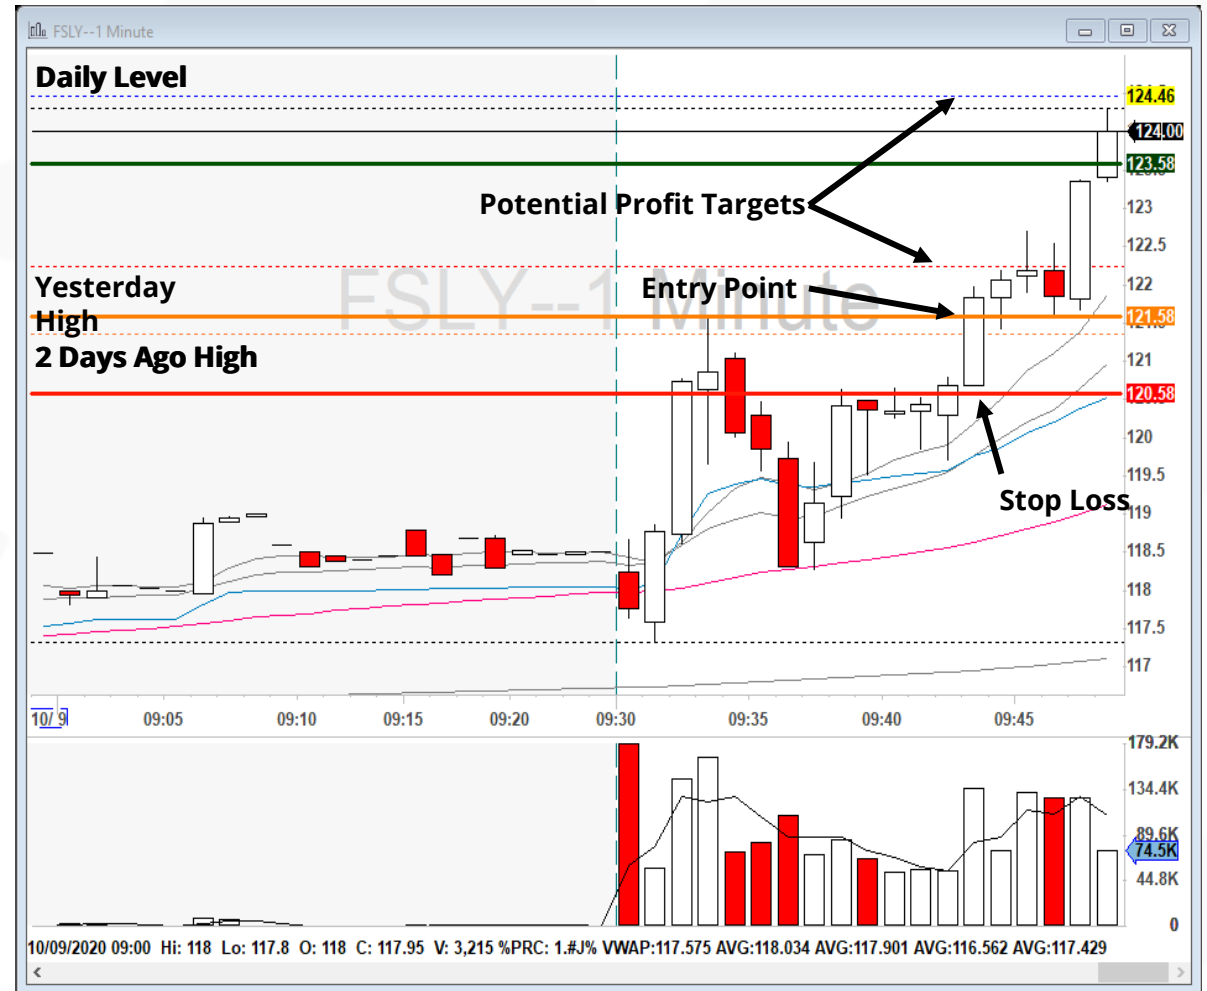 FSLY--1 Minute
Daily Level
124.46
124.00
123.58
Potential Profit Targets
123
122.5
FSLY--1 Minute
Yesterday
High
Entry Point
122
121.58
2 Days Ago High
121
120.58
120
119.5
Stop Loss
119
118.5
118
117.5
117
10/ 9
09:05
09:10
09:15
09:20
09:30
09:35
09:40
09:45
179.2K
134.4K
89.6K
74.5K
44.8K
0
10/09/2020 09:00 Hi: 118 Lo: 117.8 O: 118 C: 117.95 V: 3,215 %PRC: 1.#J% VWAP:117.575 AVG:118.034 AVG:117.901 AVG:116.562 AVG:117.429